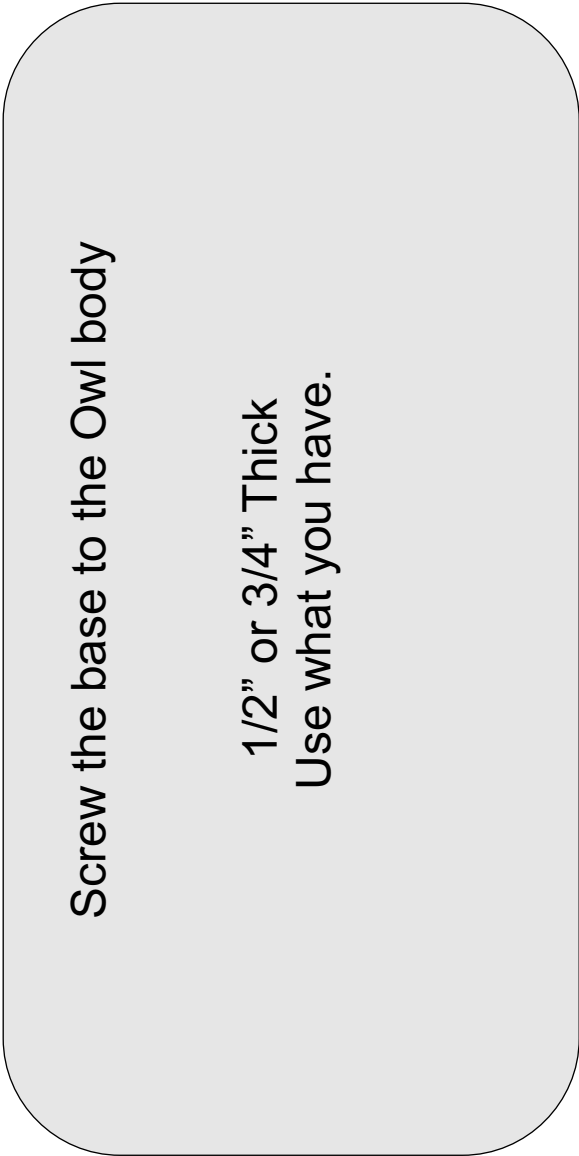 Screw the base to the Owl body
1/2” or 3/4” Thick
Use what you have.